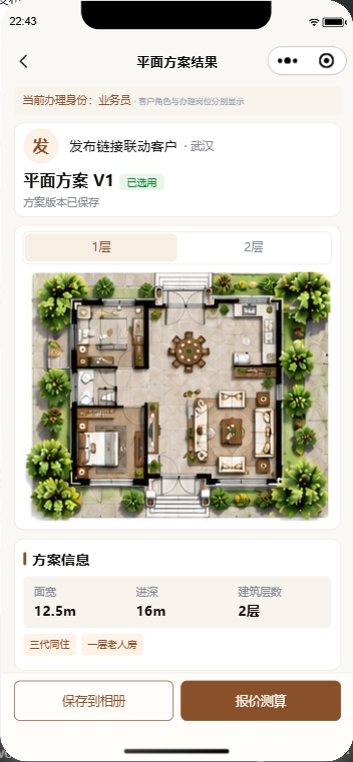 22:43
平面方案结果
当前办理身份：业务员 · 客户角色与办理岗位分别显示
发 发布链接联动客户 · 武汉
平面方案 V1 已选用
方案版本已保存
1层 2层
方案信息
面宽 进深 建筑层数
12.5m 16m 2层
三代同住 一层老人房
保存到相册 报价测算